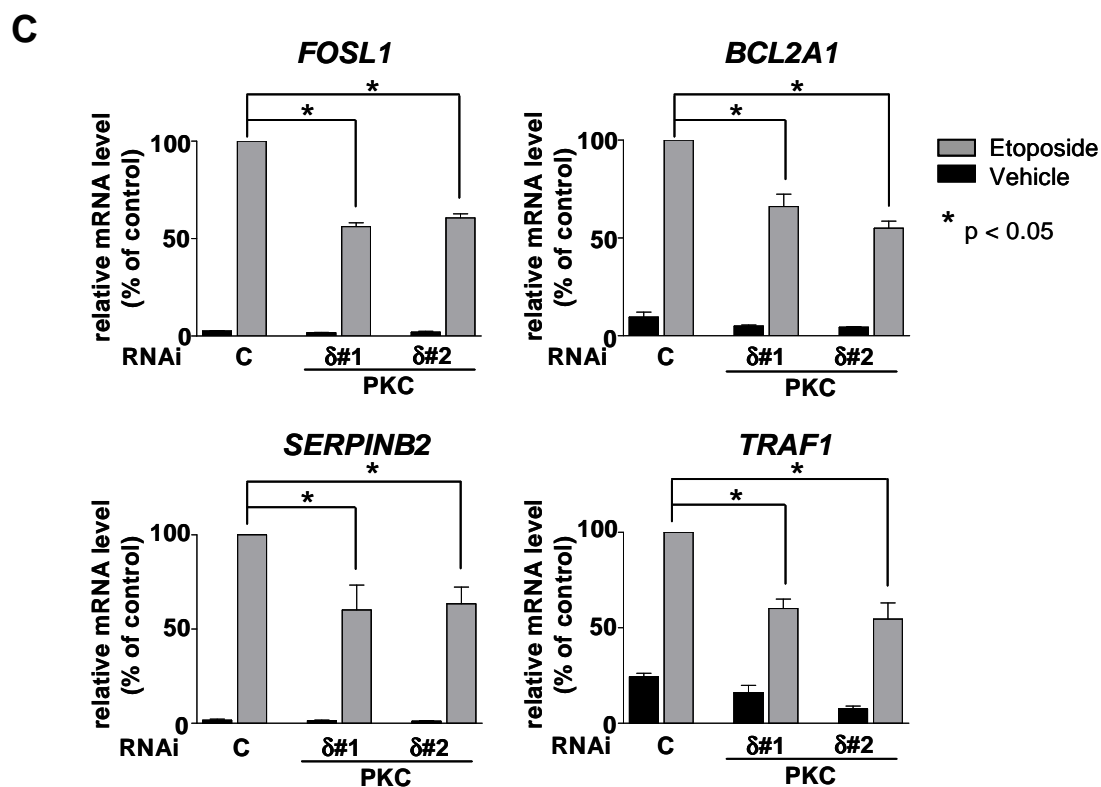 C
FOSL1
*
*
relative mRNA level
(% of control)
100
50
0
RNAi C δ#1 δ#2
PKC
BCL2A1
*
*
relative mRNA level
(% of control)
100
50
0
RNAi C δ#1 δ#2
PKC
Etoposide
Vehicle
* p < 0.05
SERPINB2
*
*
relative mRNA level
(% of control)
100
50
0
RNAi C δ#1 δ#2
PKC
TRAF1
*
*
relative mRNA level
(% of control)
100
50
0
RNAi C δ#1 δ#2
PKC